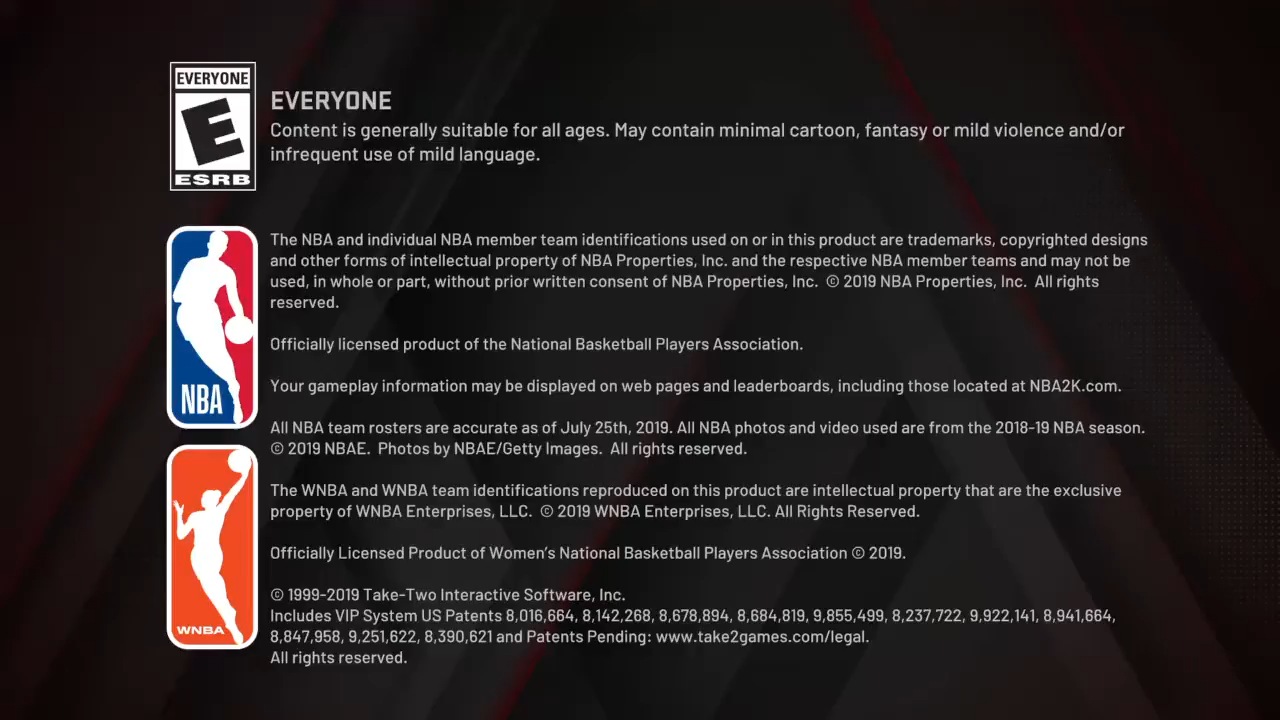 EVERYONE
E
ESRB
EVERYONE
Content is generally suitable for all ages. May contain minimal cartoon, fantasy or mild violence and/or
infrequent use of mild language.
NBA
The NBA and individual NBA member team identifications used on or in this product are trademarks, copyrighted designs
and other forms of intellectual property of NBA Properties, Inc. and the respective NBA member teams and may not be
used, in whole or part, without prior written consent of NBA Properties, Inc. © 2019 NBA Properties, Inc. All rights
reserved.
Officially licensed product of the National Basketball Players Association.
Your gameplay information may be displayed on web pages and leaderboards, including those located at NBA2K.com.
All NBA team rosters are accurate as of July 25th, 2019. All NBA photos and video used are from the 2018-19 NBA season.
© 2019 NBAE. Photos by NBAE/Getty Images. All rights reserved.
WNBA
The WNBA and WNBA team identifications reproduced on this product are intellectual property that are the exclusive
property of WNBA Enterprises, LLC. © 2019 WNBA Enterprises, LLC. All Rights Reserved.
Officially Licensed Product of Women's National Basketball Players Association © 2019.
© 1999-2019 Take-Two Interactive Software, Inc.
Includes VIP System US Patents 8,016,664, 8,142,268, 8,678,894, 8,684,819, 9,855,499, 8,237,722, 9,922,141, 8,941,664,
8,847,958, 9,251,622, 8,390,621 and Patents Pending: www.take2games.com/legal.
All rights reserved.